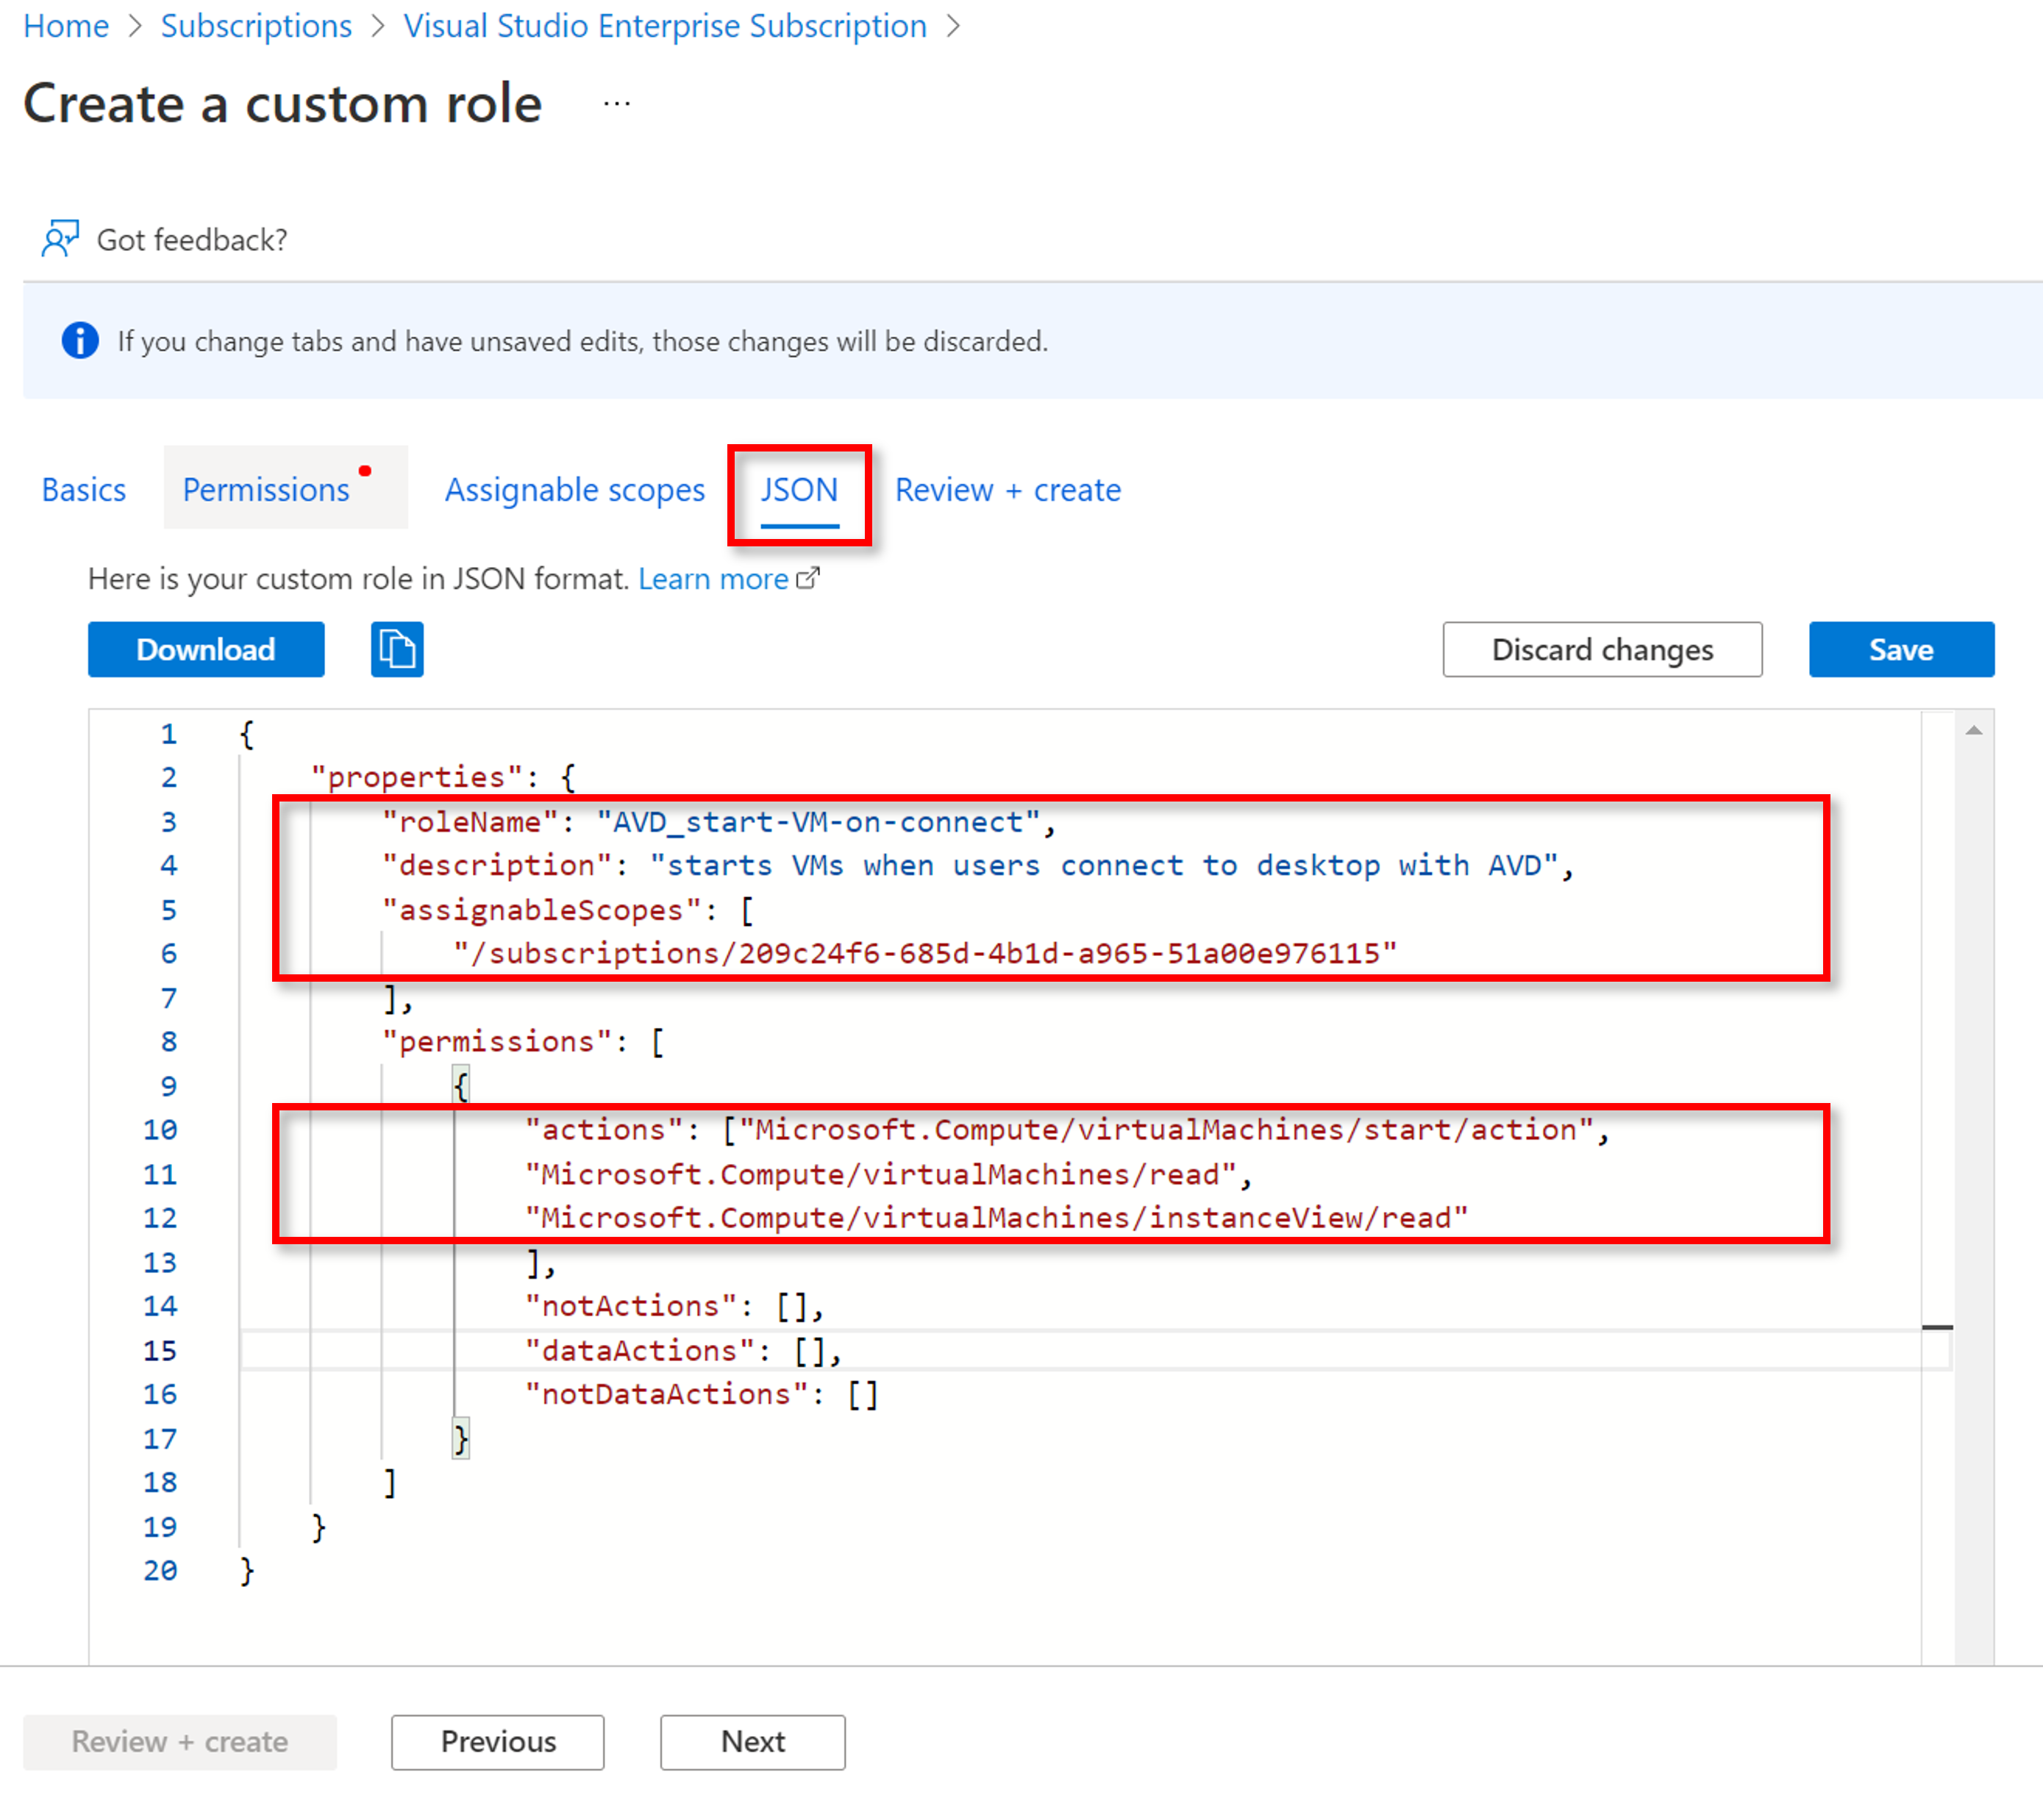 Home > Subscriptions > Visual Studio Enterprise Subscription >
Create a custom role ...
Got feedback?
If you change tabs and have unsaved edits, those changes will be discarded.
Basics Permissions Assignable scopes JSON Review + create
Here is your custom role in JSON format. Learn more
Download Discard changes Save
1 {
2 "properties": {
3 "roleName": "AVD_start-VM-on-connect",
4 "description": "starts VMs when users connect to desktop with AVD",
5 "assignableScopes": [
6 "/subscriptions/209c24f6-685d-4b1d-a965-51a00e976115"
7 ],
8 "permissions": [
9 {
10 "actions": ["Microsoft.Compute/virtualMachines/start/action",
11 "Microsoft.Compute/virtualMachines/read",
12 "Microsoft.Compute/virtualMachines/instanceView/read"
13 ],
14 "notActions": [],
15 "dataActions": [],
16 "notDataActions": []
17 }
18 ]
19 }
20 }
Review + create Previous Next